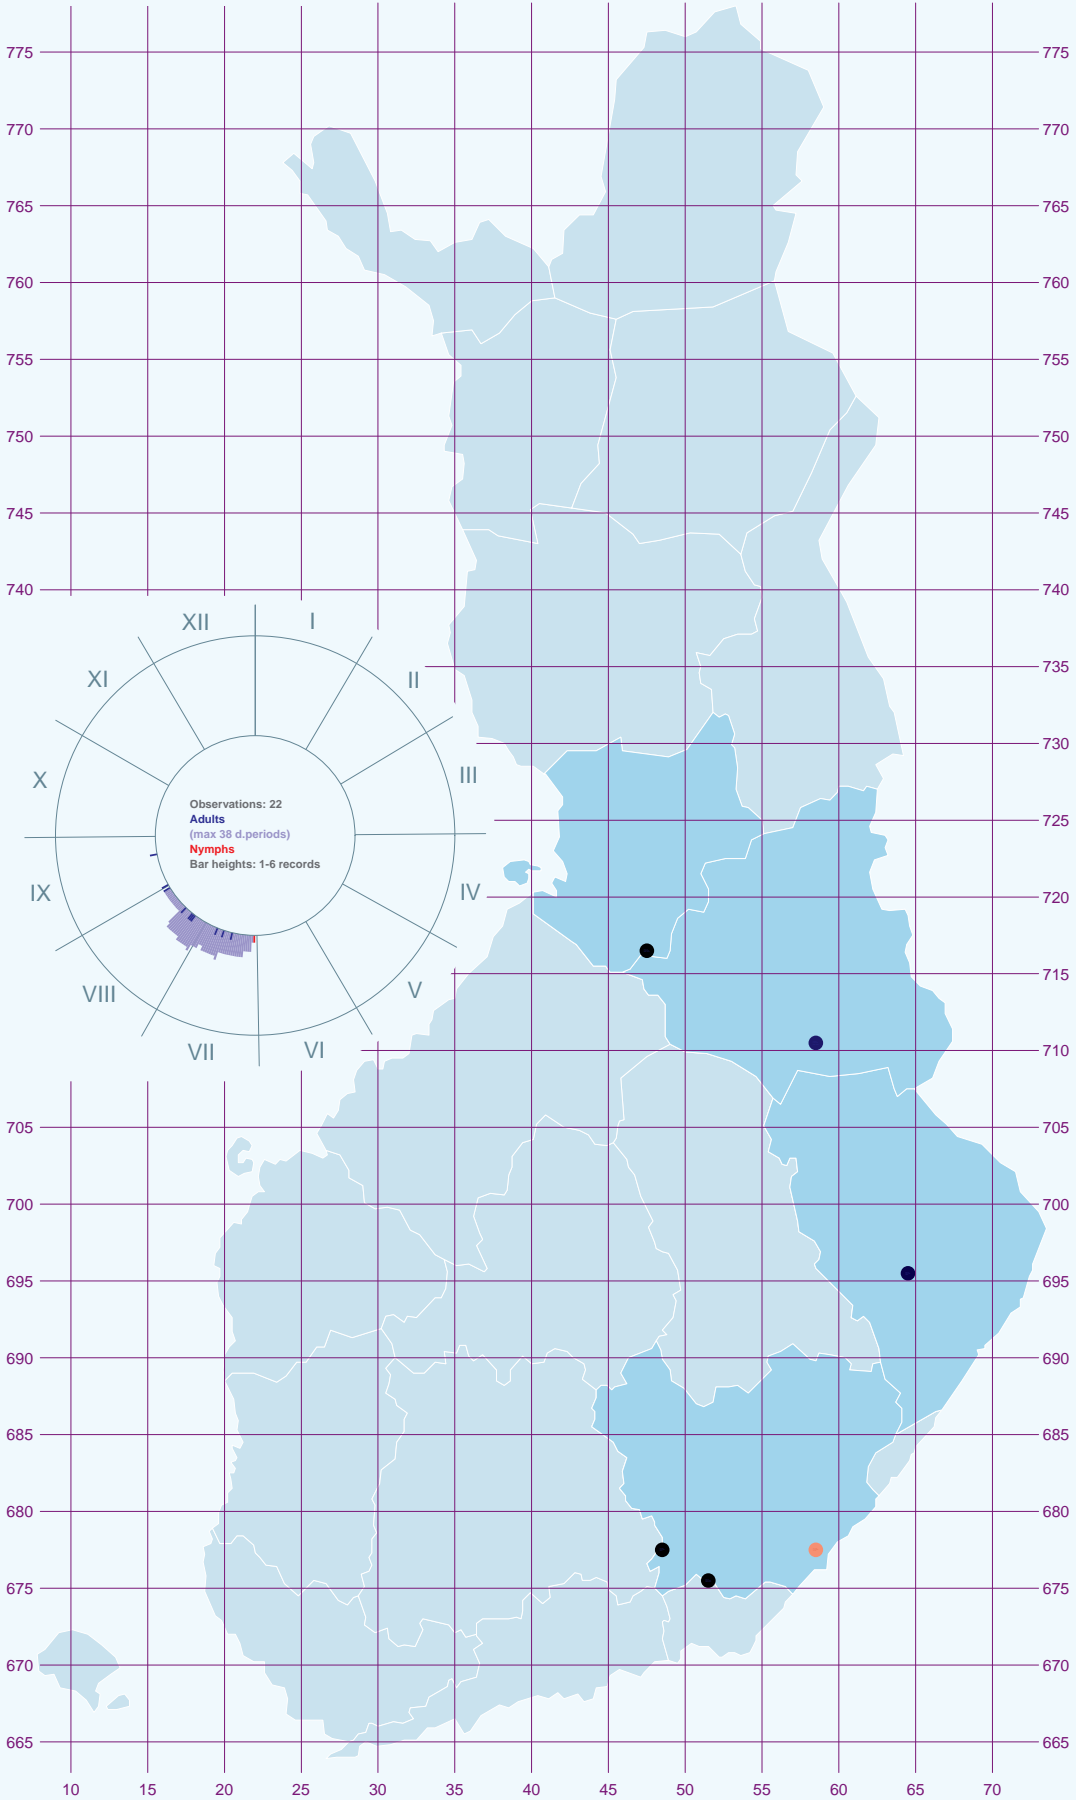 775 775
770 770
765 765
760 760
755 755
750 750
745 745
740 740
XII I
XI II
735
730
X III
Observations: 22
Adults
(max 38 d.periods)
Nymphs
Bar heights: 1-6 records
725
IX IV
720
VIII V
715
VII VI
710
705 705
700 700
695 695
690 690
685 685
680 680
675 675
670 670
665 665
10 15 20 25 30 35 40 45 50 55 60 65 70